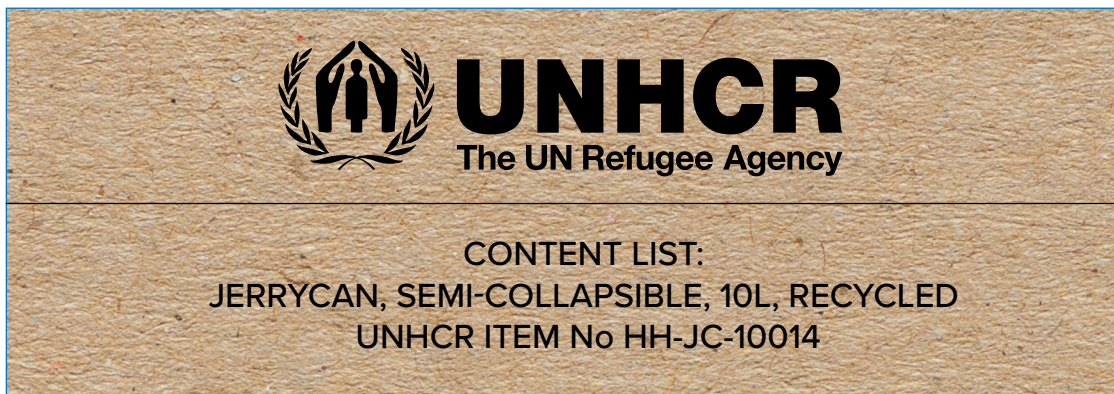 UNHCR
The UN Refugee Agency
CONTENT LIST:
JERRYCAN, SEMI-COLLAPSIBLE, 10L, RECYCLED
UNHCR ITEM No HH-JC-10014